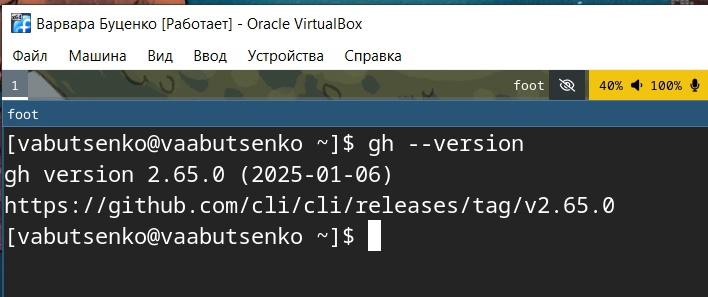 Варвара Буценко [Работает] - Oracle VirtualBox
Файл Машина Вид Ввод Устройства Справка
1 foot 40% 100%
foot
[vabutsenko@vaabutsenko ~]$ gh --version
gh version 2.65.0 (2025-01-06)
https://github.com/cli/cli/releases/tag/v2.65.0
[vabutsenko@vaabutsenko ~]$